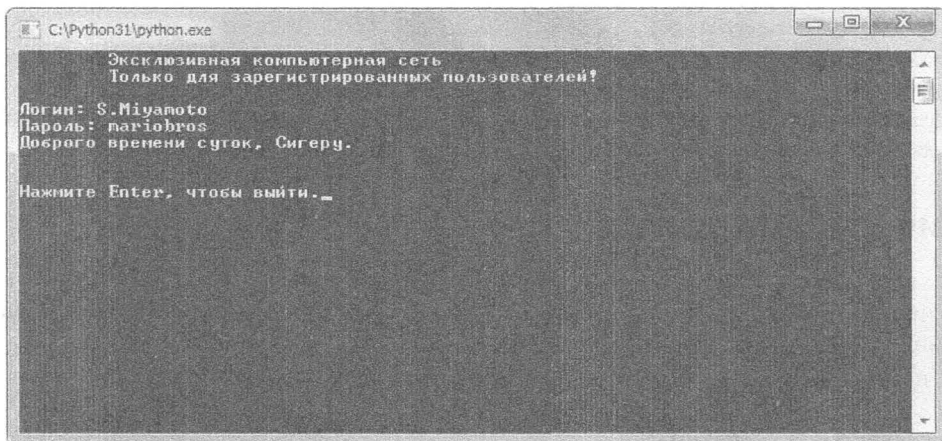 C:\Python31\python.exe
Эксклюзивная компьютерная сеть
Только для зарегистрированных пользователей!
Логин: S.Miyamoto
Пароль: mariobros
Доброго времени суток, Сигеру.
Нажмите Enter, чтобы выйти._